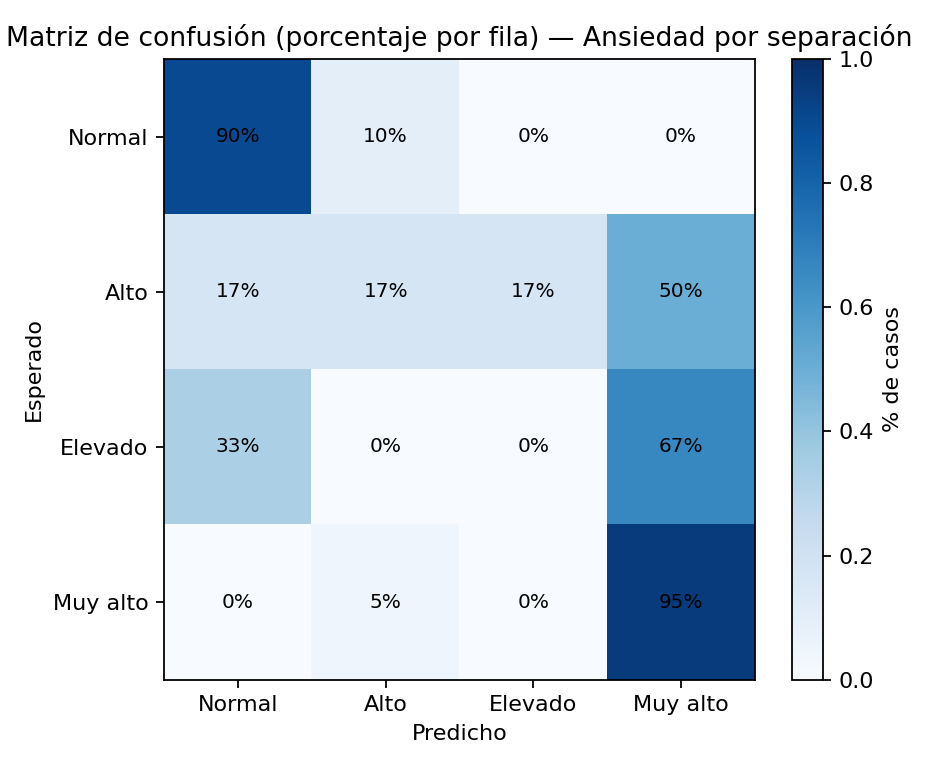 Matriz de confusión (porcentaje por fila) — Ansiedad por separación
Normal 90% 10% 0% 0%
Alto 17% 17% 17% 50%
Elevado 33% 0% 0% 67%
Muy alto 0% 5% 0% 95%
Normal Alto Elevado Muy alto
Predicho
Esperado
1.0
0.8
0.6
0.4
0.2
0.0
% de casos